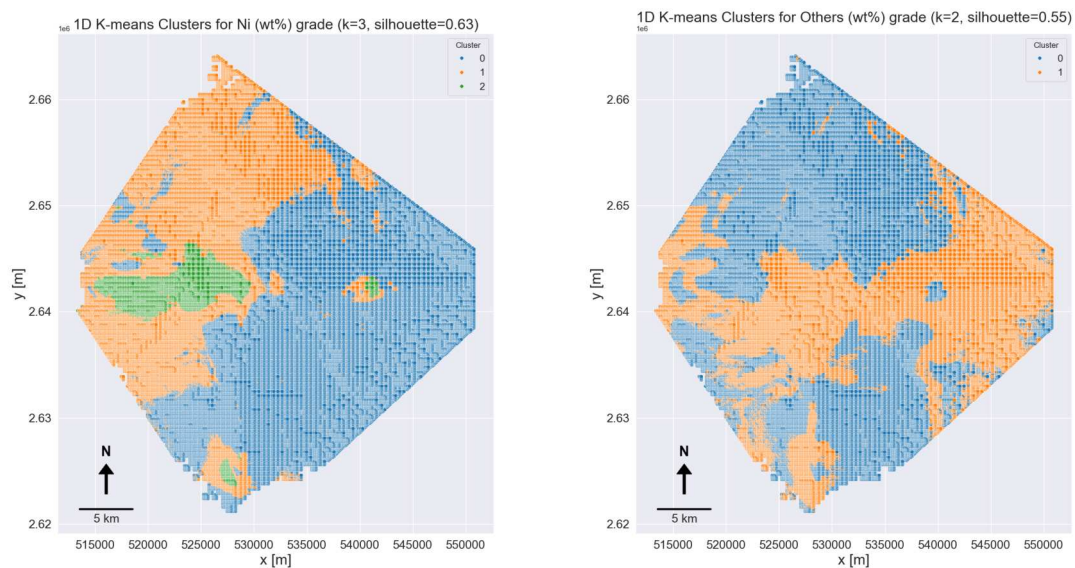 1D K-means Clusters for Ni (wt%) grade (k=3, silhouette=0.63)
1e6
Cluster
0
1
2
2.66
2.65
2.64
2.63
2.62
y [m]
N
5 km
515000 520000 525000 530000 535000 540000 545000 550000
x [m]
1D K-means Clusters for Others (wt%) grade (k=2, silhouette=0.55)
1e6
Cluster
0
1
2.66
2.65
2.64
2.63
2.62
y [m]
N
5 km
515000 520000 525000 530000 535000 540000 545000 550000
x [m]